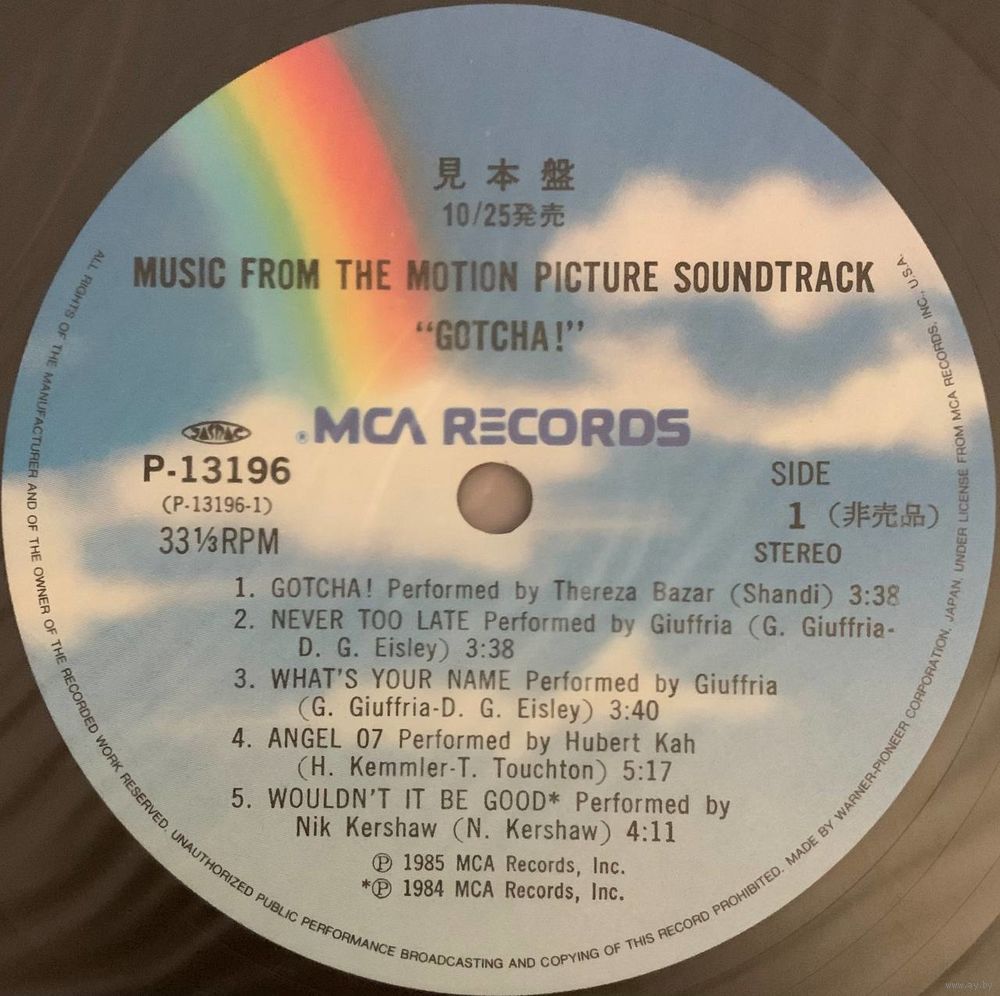 見本盤
10/25発売
MUSIC FROM THE MOTION PICTURE SOUNDTRACK
“GOTCHA!”
JASRAC
® MCA RECORDS
P-13196
(P-13196-1)
33⅓RPM
SIDE
1 (非売品)
STEREO
1. GOTCHA! Performed by Thereza Bazar (Shandi) 3:38
2. NEVER TOO LATE Performed by Giuffria (G. Giuffria-
D. G. Eisley) 3:38
3. WHAT'S YOUR NAME Performed by Giuffria
(G. Giuffria-D. G. Eisley) 3:40
4. ANGEL 07 Performed by Hubert Kah
(H. Kemmler-T. Touchton) 5:17
5. WOULDN'T IT BE GOOD* Performed by
Nik Kershaw (N. Kershaw) 4:11
Ⓟ 1985 MCA Records, Inc.
*Ⓟ 1984 MCA Records, Inc.
ALL RIGHTS OF THE MANUFACTURER AND OF THE OWNER OF THE RECORDED WORK RESERVED. UNAUTHORIZED PUBLIC PERFORMANCE BROADCASTING AND COPYING OF THIS RECORD PROHIBITED. MADE BY WARNER-PIONEER CORPORATION, JAPAN, UNDER LICENSE FROM MCA RECORDS, INC., U.S.A.
www.ay.by